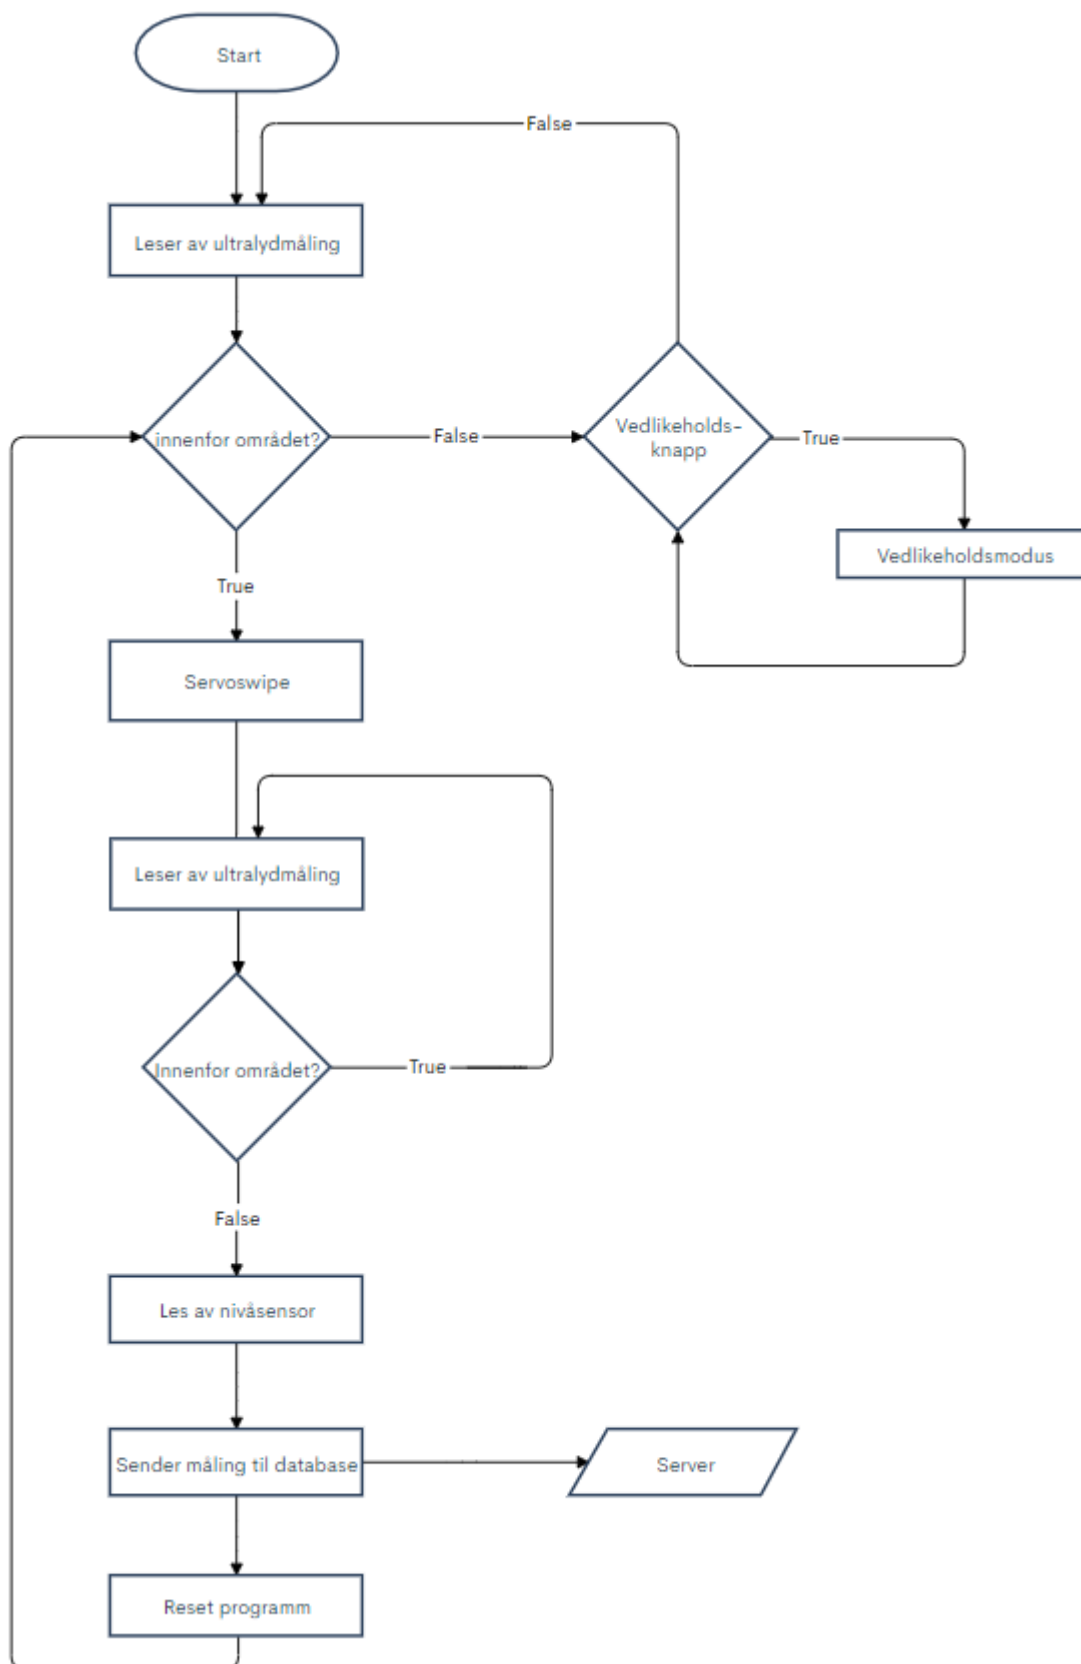 Start
False
Leser av ultralydmåling
innenfor området?
False
Vedlikeholds-
knapp
True
Vedlikeholdsmodus
True
Servoswipe
Leser av ultralydmåling
Innenfor området?
True
False
Les av nivåsensor
Sender måling til database
Server
Reset programm